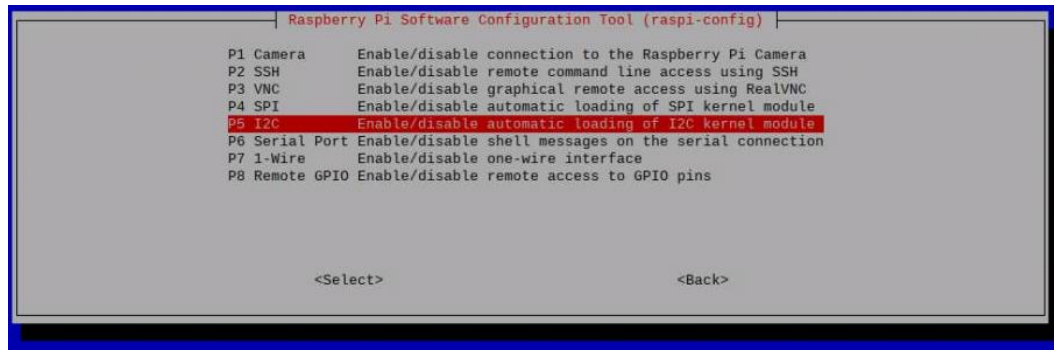 Raspberry Pi Software Configuration Tool (raspi-config)
P1 Camera Enable/disable connection to the Raspberry Pi Camera
P2 SSH Enable/disable remote command line access using SSH
P3 VNC Enable/disable graphical remote access using RealVNC
P4 SPI Enable/disable automatic loading of SPI kernel module
P5 I2C Enable/disable automatic loading of I2C kernel module
P6 Serial Port Enable/disable shell messages on the serial connection
P7 1-Wire Enable/disable one-wire interface
P8 Remote GPIO Enable/disable remote access to GPIO pins
<Select> <Back>